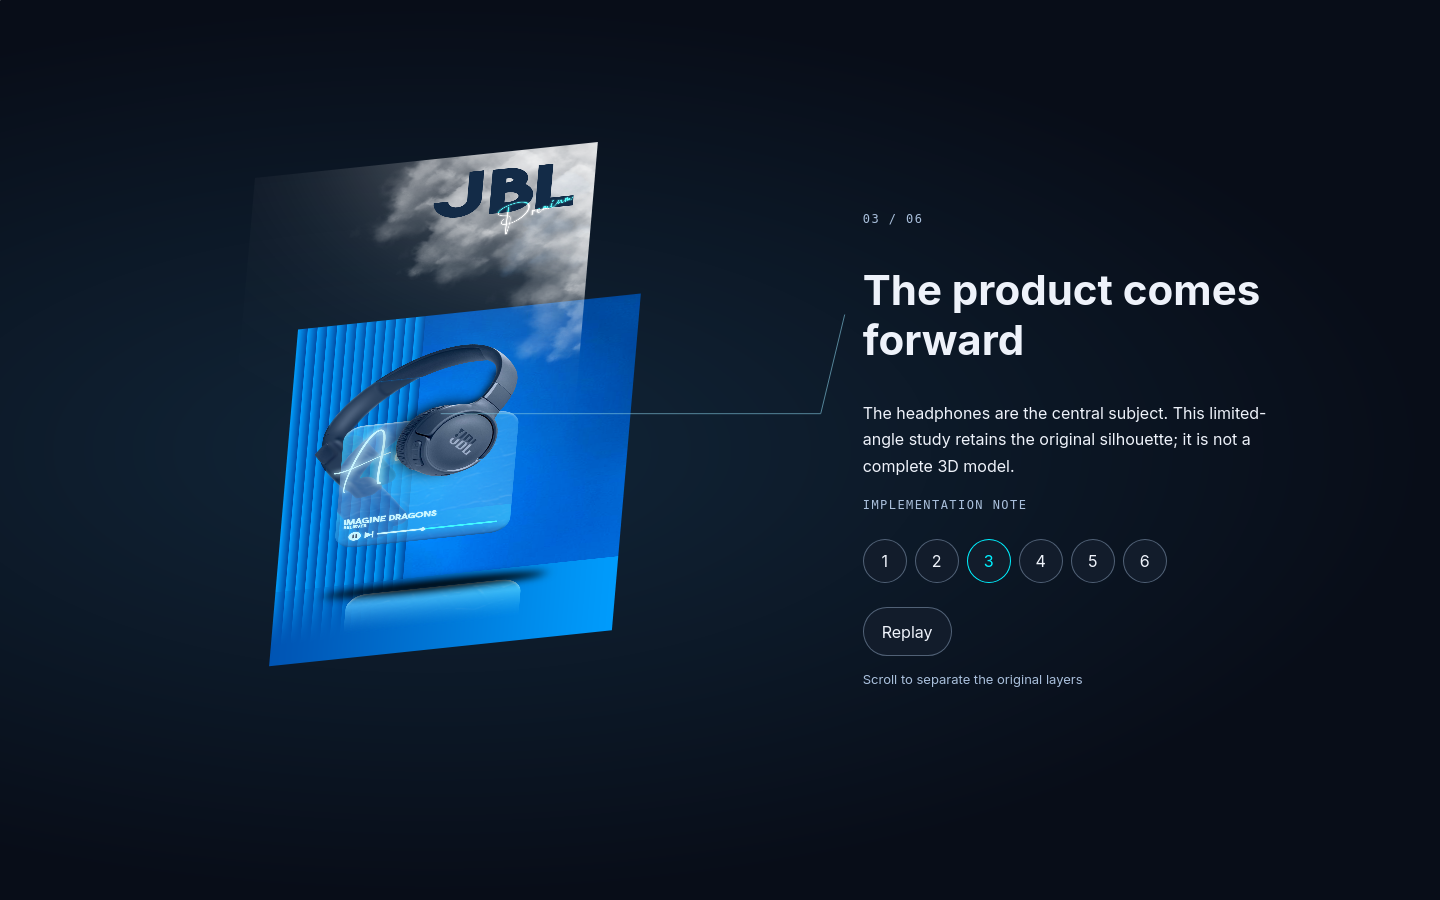 JBL
Premium
JBL
A
IMAGINE DRAGONS
03 / 06
The product comes
forward
The headphones are the central subject. This limited-
angle study retains the original silhouette; it is not a
complete 3D model.
IMPLEMENTATION NOTE
1 2 3 4 5 6
Replay
Scroll to separate the original layers